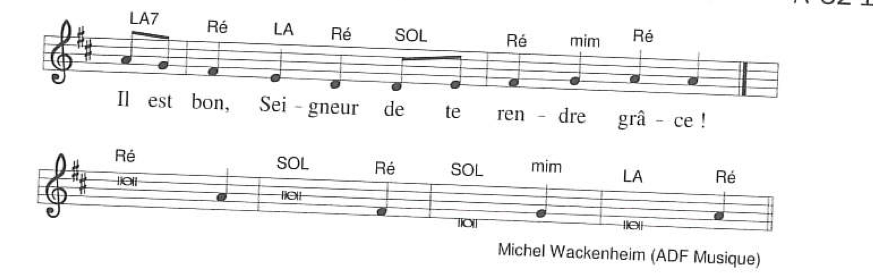 LA7 Ré LA Ré SOL Ré mim Ré
Il est bon, Sei - gneur de te ren - dre grâ - ce !
Ré SOL Ré SOL mim LA Ré
Michel Wackenheim (ADF Musique)